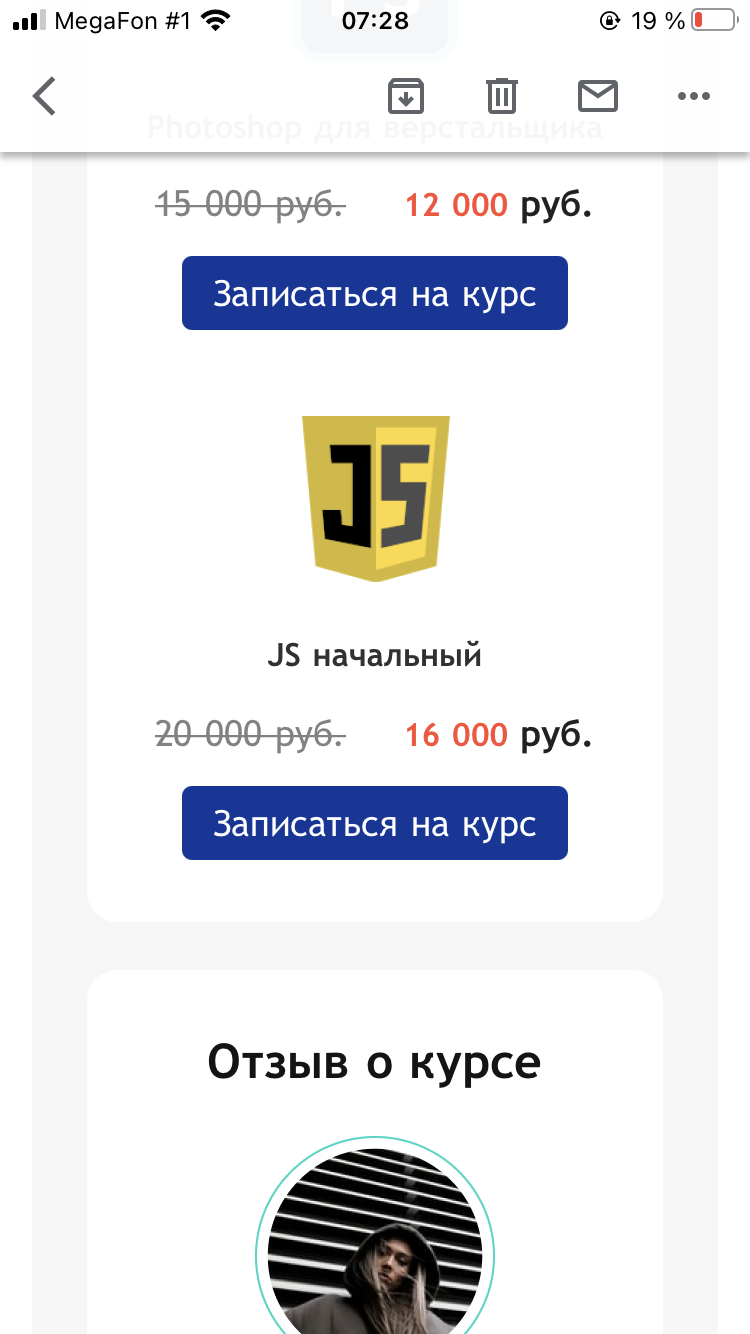 MegaFon #1 07:28 19 %
Photoshop для верстальщика
15 000 руб. 12 000 руб.
Записаться на курс
JS
JS начальный
20 000 руб. 16 000 руб.
Записаться на курс
Отзыв о курсе